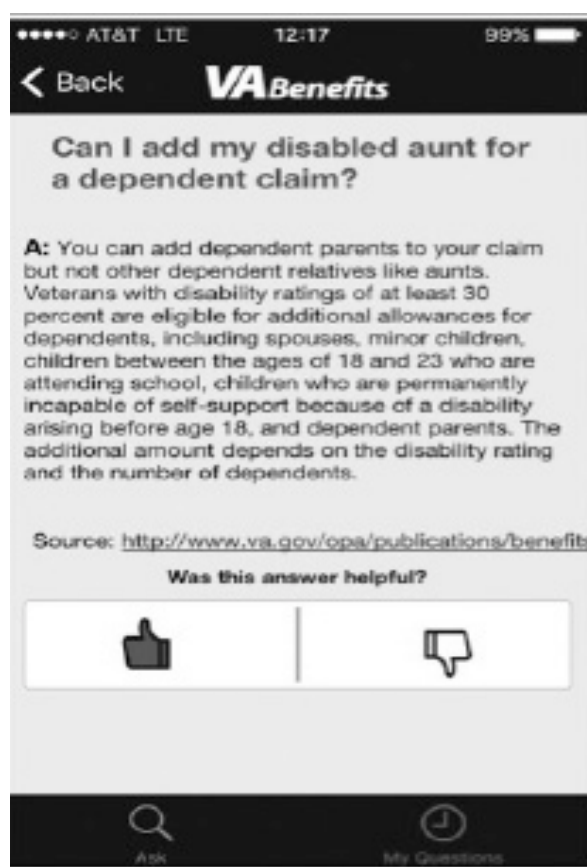 AT&T LTE 12:17 99%
Back VABenefits
Can I add my disabled aunt for
a dependent claim?
A: You can add dependent parents to your claim
but not other dependent relatives like aunts.
Veterans with disability ratings of at least 30
percent are eligible for additional allowances for
dependents, including spouses, minor children,
children between the ages of 18 and 23 who are
attending school, children who are permanently
incapable of self-support because of a disability
arising before age 18, and dependent parents. The
additional amount depends on the disability rating
and the number of dependents.
Source: http://www.va.gov/opa/publications/benefits
Was this answer helpful?
Ask My Questions